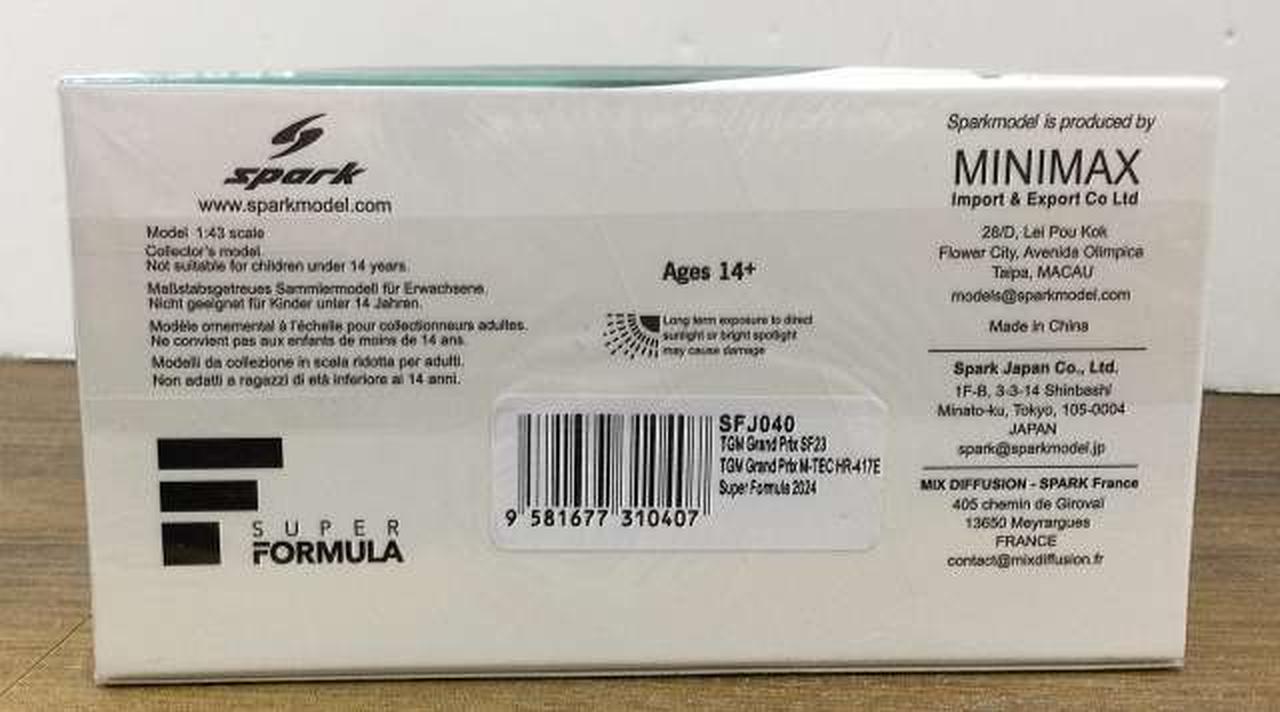 spark
www.sparkmodel.com
Model 1:43 scale
Collector's model
Not suitable for children under 14 years.
Maßstabsgetreues Sammlermodell für Erwachsene.
Nicht geeignet für Kinder unter 14 Jahren.
Modèle ornemental à l'échelle pour collectionneurs adultes.
Ne convient pas aux enfants de moins de 14 ans.
Modelli da collezione in scala ridotta per adulti.
Non adatti a ragazzi di età inferiore ai 14 anni.
SUPER
FORMULA
Ages 14+
Long term exposure to direct
sunlight or bright spotlight
may cause damage
SFJ040
TGM Grand Prix SF23
TGM Grand Prix M-TEC HR-417E
Super Formula 2024
9 581677 310407
Sparkmodel is produced by
MINIMAX
Import & Export Co Ltd
28/D, Lei Pou Kok
Flower City, Avenida Olimpica
Taipa, MACAU
models@sparkmodel.com
Made in China
Spark Japan Co., Ltd.
1F-B, 3-3-14 Shinbashi
Minato-ku, Tokyo, 105-0004
JAPAN
spark@sparkmodel.jp
MIX DIFFUSION - SPARK France
405 chemin de Giroval
13650 Meyrargues
FRANCE
contact@mixdiffusion.fr